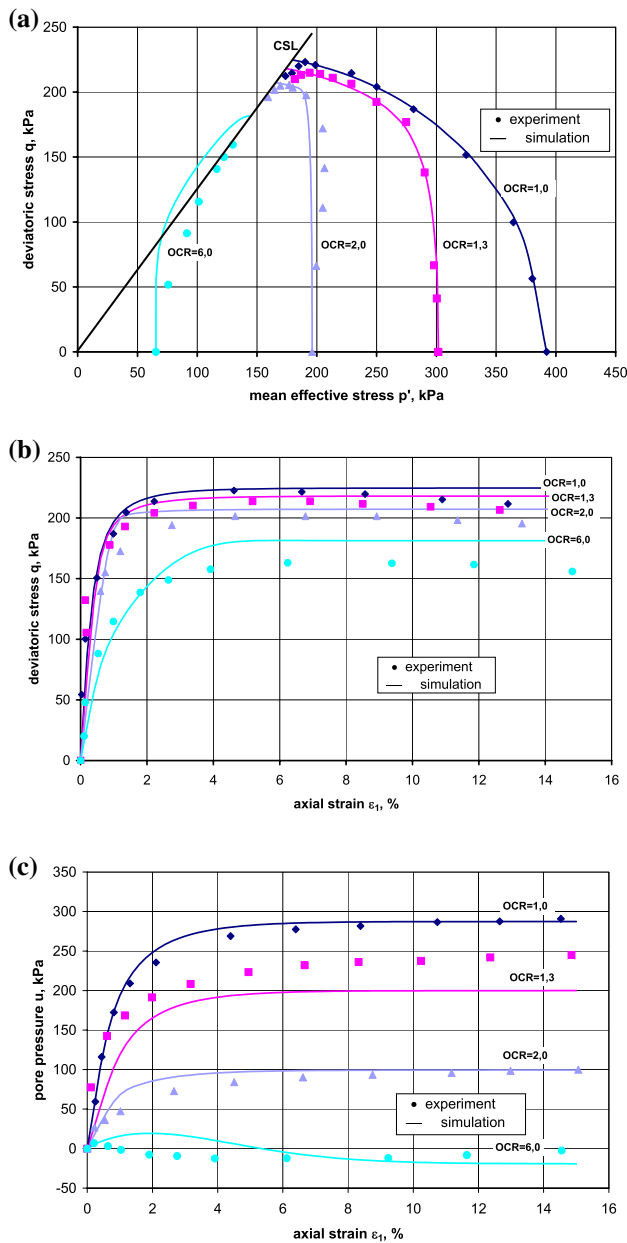 (a)
250
200
150
100
50
0
0
50
100
150
200
250
300
350
400
450
deviatoric stress q, kPa
mean effective stress p', kPa
CSL
experiment
simulation
OCR=1,0
OCR=6,0
OCR=2,0
OCR=1,3
(b)
250
200
150
100
50
0
0
2
4
6
8
10
12
14
16
deviatoric stress q, kPa
axial strain ε1, %
OCR=1,0
OCR=1,3
OCR=2,0
OCR=6,0
experiment
simulation
(c)
350
300
250
200
150
100
50
0
-50
0
2
4
6
8
10
12
14
16
pore pressure u, kPa
axial strain ε1, %
OCR=1,0
OCR=1,3
OCR=2,0
experiment
simulation
OCR=6,0